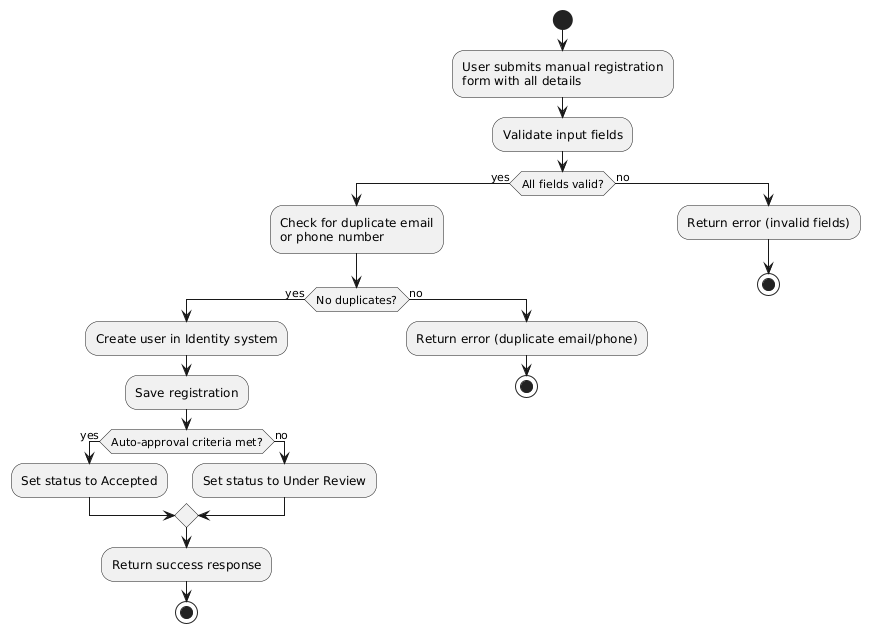 User submits manual registration
form with all details
Validate input fields
yes
All fields valid?
no
Check for duplicate email
or phone number
Return error (invalid fields)
yes
No duplicates?
no
Create user in Identity system
Return error (duplicate email/phone)
Save registration
yes
Auto-approval criteria met?
no
Set status to Accepted
Set status to Under Review
Return success response